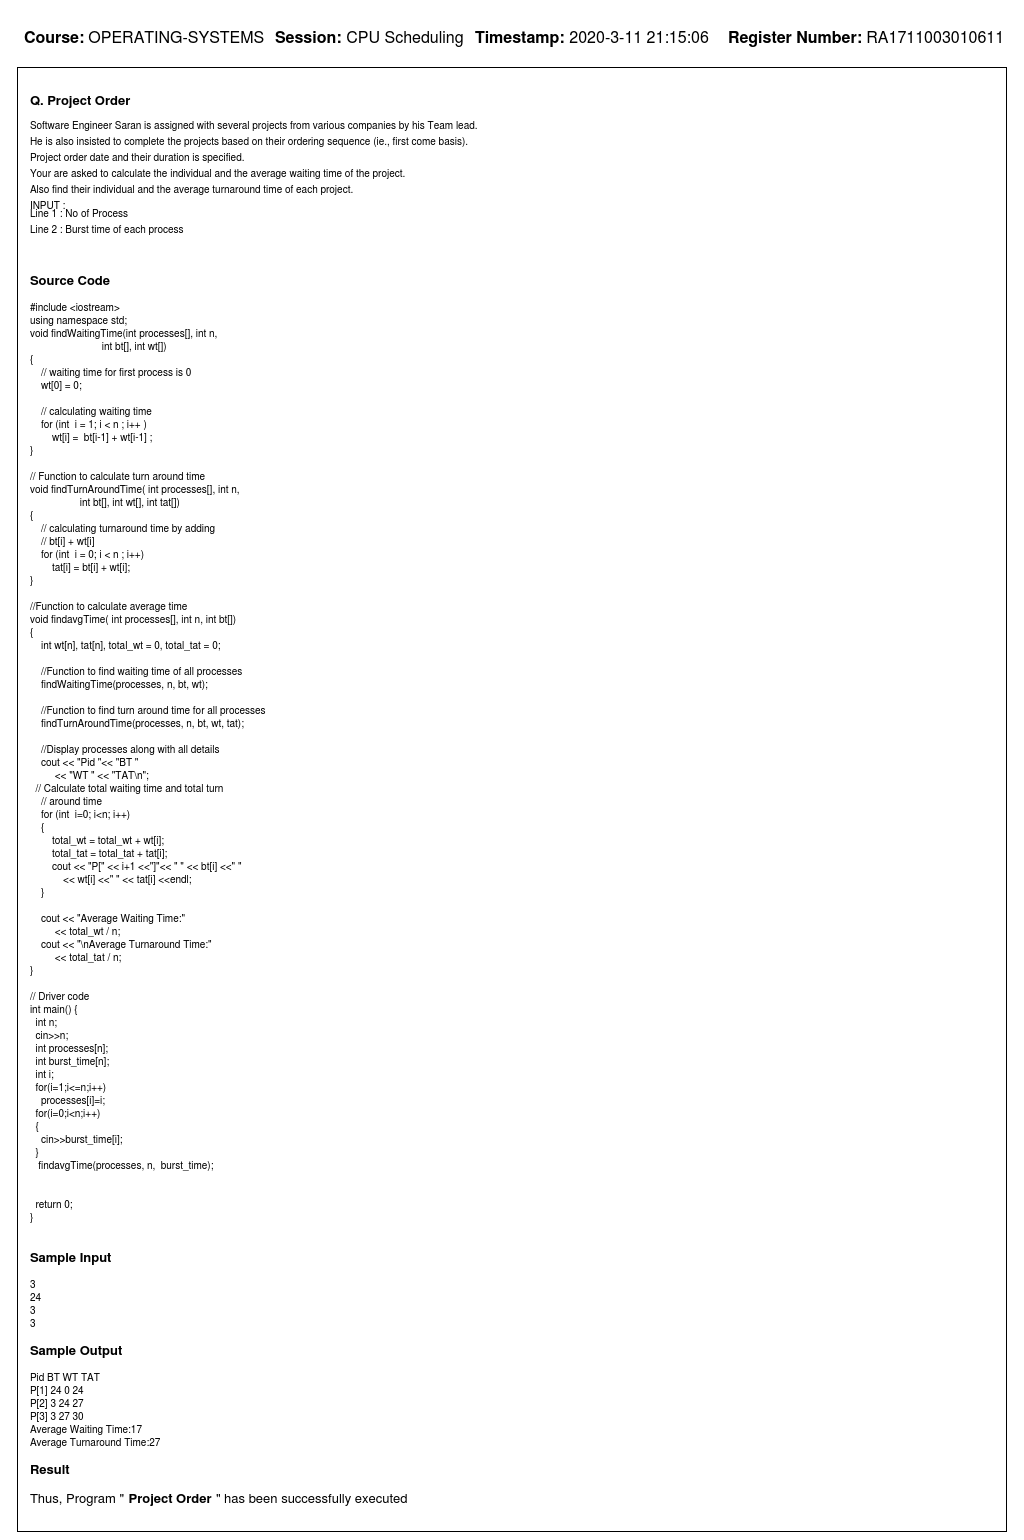 Course: OPERATING-SYSTEMS Session: CPU Scheduling Timestamp: 2020-3-11 21:15:06 Register Number: RA1711003010611
Q. Project Order
Software Engineer Saran is assigned with several projects from various companies by his Team lead.
He is also insisted to complete the projects based on their ordering sequence (ie., first come basis).
Project order date and their duration is specified.
Your are asked to calculate the individual and the average waiting time of the project.
Also find their individual and the average turnaround time of each project.
INPUT :
Line 1 : No of Process
Line 2 : Burst time of each process
Source Code
#include <iostream>
using namespace std;
void findWaitingTime(int processes[], int n,
int bt[], int wt[])
{
// waiting time for first process is 0
wt[0] = 0;
// calculating waiting time
for (int  i = 1; i < n ; i++ )
wt[i] =  bt[i-1] + wt[i-1] ;
}
// Function to calculate turn around time
void findTurnAroundTime( int processes[], int n,
int bt[], int wt[], int tat[])
{
// calculating turnaround time by adding
// bt[i] + wt[i]
for (int  i = 0; i < n ; i++)
tat[i] = bt[i] + wt[i];
}
//Function to calculate average time
void findavgTime( int processes[], int n, int bt[])
{
int wt[n], tat[n], total_wt = 0, total_tat = 0;
//Function to find waiting time of all processes
findWaitingTime(processes, n, bt, wt);
//Function to find turn around time for all processes
findTurnAroundTime(processes, n, bt, wt, tat);
//Display processes along with all details
cout << "Pid "<< "BT "
<< "WT " << "TAT\n";
// Calculate total waiting time and total turn
// around time
for (int  i=0; i<n; i++)
{
total_wt = total_wt + wt[i];
total_tat = total_tat + tat[i];
cout << "P[" << i+1 <<"]"<< " " << bt[i] <<" "
<< wt[i] <<" " << tat[i] <<endl;
}
cout << "Average Waiting Time:"
<< total_wt / n;
cout << "\nAverage Turnaround Time:"
<< total_tat / n;
}
// Driver code
int main() {
int n;
cin>>n;
int processes[n];
int burst_time[n];
int i;
for(i=1;i<=n;i++)
processes[i]=i;
for(i=0;i<n;i++)
{
cin>>burst_time[i];
}
findavgTime(processes, n,  burst_time);
return 0;
}
Sample Input
3
24
3
3
Sample Output
Pid BT WT TAT
P[1] 24 0 24
P[2] 3 24 27
P[3] 3 27 30
Average Waiting Time:17
Average Turnaround Time:27
Result
Thus, Program " Project Order " has been successfully executed